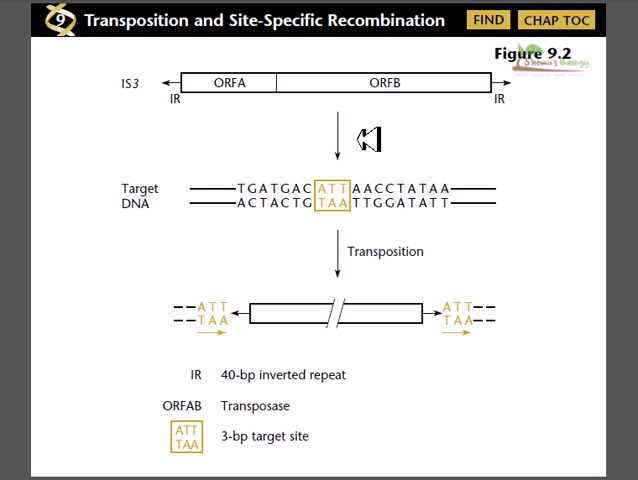 9 Transposition and Site-Specific Recombination FIND CHAP TOC
Figure 9.2
Shomu's Biology
IS3 ORFA ORFB
IR IR
Target TGATGACATTAACCTATAA
DNA ACTACTGTAATTGGATATT
Transposition
ATT ATT
TAA TAA
IR 40-bp inverted repeat
ORFAB Transposase
ATT
TAA 3-bp target site